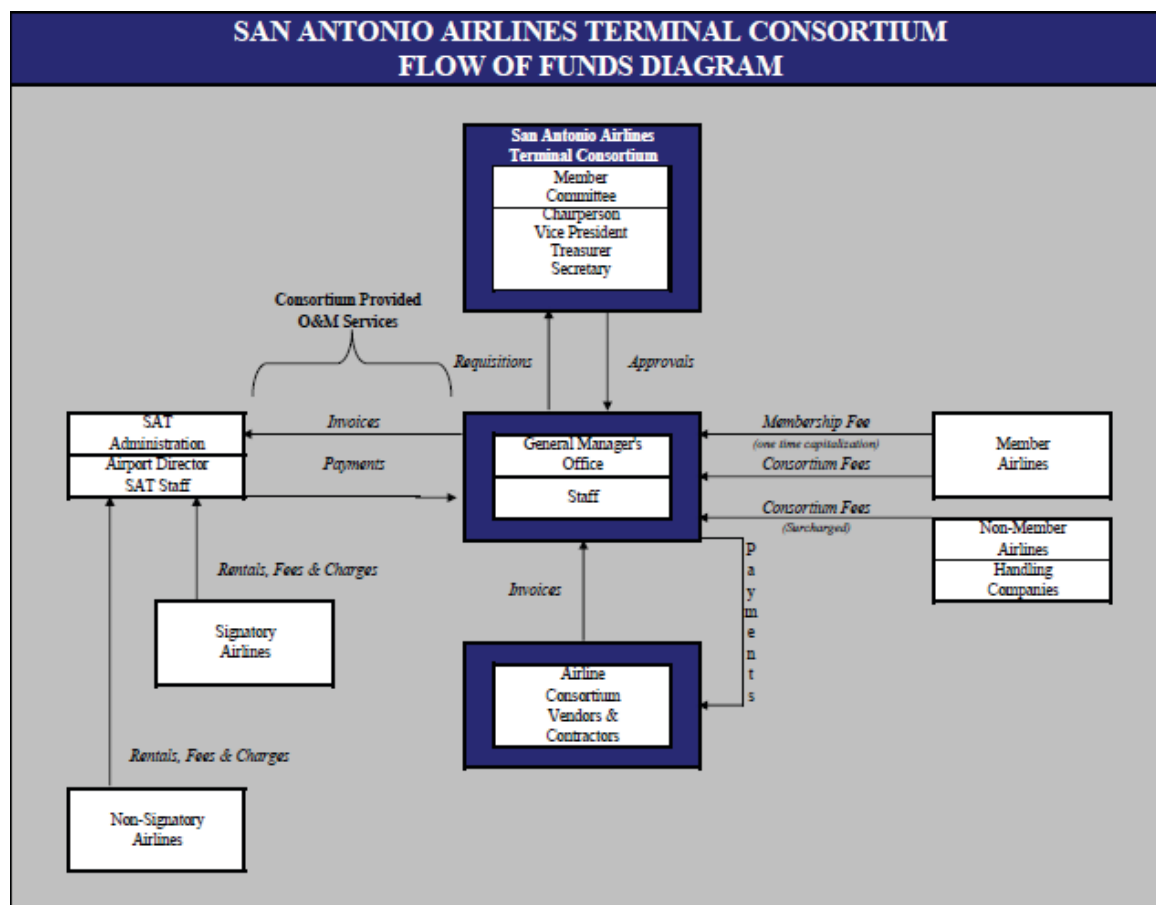 SAN ANTONIO AIRLINES TERMINAL CONSORTIUM
FLOW OF FUNDS DIAGRAM
San Antonio Airlines
Terminal Consortium
Member
Committee
Chairperson
Vice President
Treasurer
Secretary
Consortium Provided
O&M Services
Requisitions
Approvals
SAT
Administration
Airport Director
SAT Staff
Invoices
Payments
General Manager's
Office
Staff
Membership Fee
(one time capitalization)
Consortium Fees
Member
Airlines
Consortium Fees
(Surcharged)
Non-Member
Airlines
Handling
Companies
Rentals, Fees & Charges
Signatory
Airlines
Invoices
Payments
Airline
Consortium
Vendors &
Contractors
Rentals, Fees & Charges
Non-Signatory
Airlines